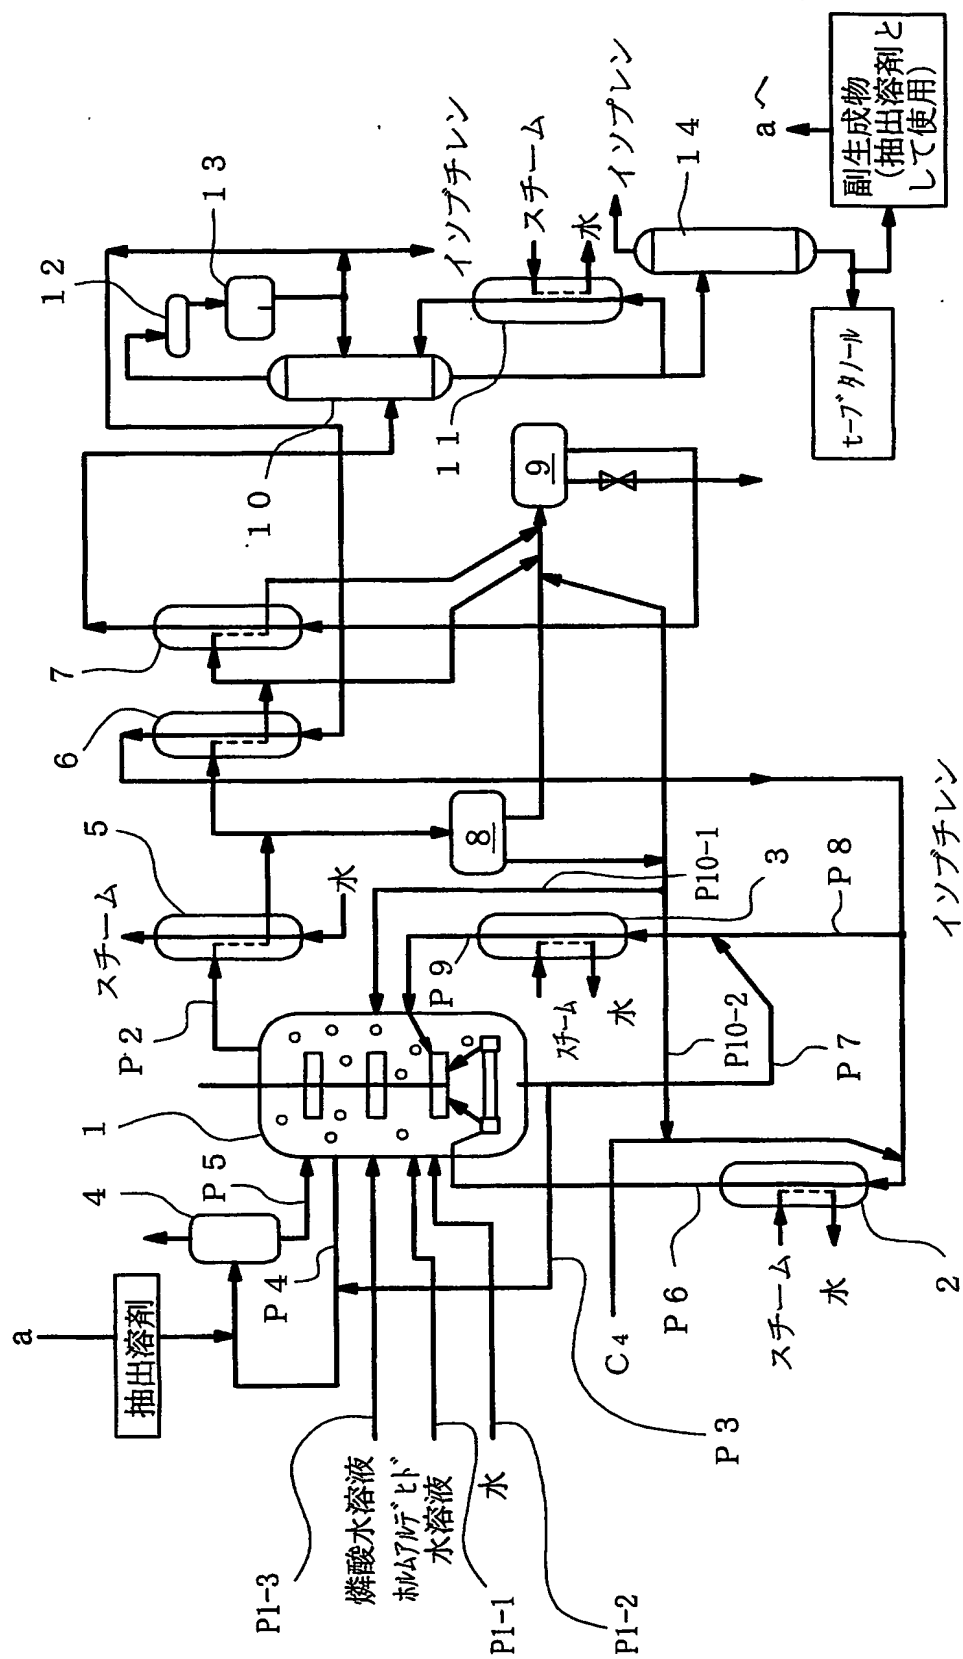 a
抽出溶剤
4
P5
P4
1
P2
スチーム
5
水
6
7
8
9
10
11
12
13
イソブチレン
スチーム
水
イソプレン
14
aへ
副生成物
(抽出溶剤と
して使用)
t-ブタノール
P10-1
3
P9
スチーム
水
P8
P10-2
P7
イソブチレン
C4
P6
スチーム
水
2
P3
P1-3
燐酸水溶液
ホルムアルデヒド
水溶液
P1-1
水
P1-2